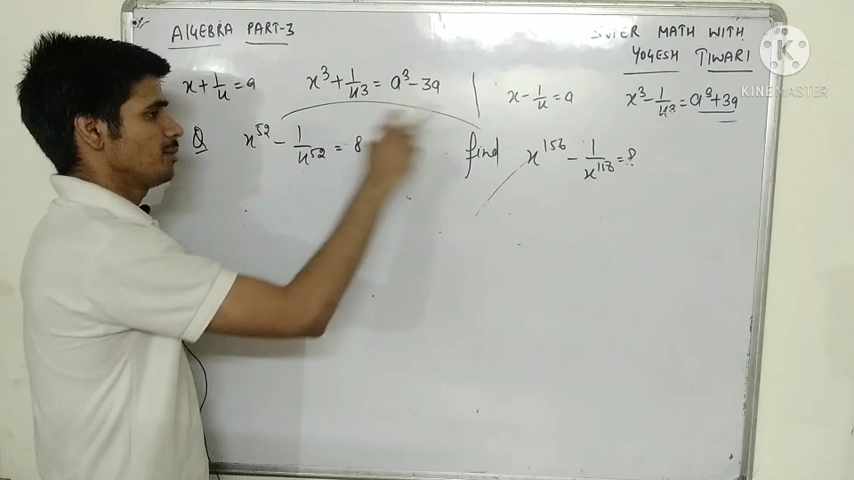 ALGEBRA PART-3
MATH WITH
YOGESH TIWARI
KINEMASTER
x + 1/x = a    x³ + 1/x³ = a³ - 3a    x - 1/x = a    x³ - 1/x³ = a³ + 3a
Q    x⁵² - 1/x⁵² = 8    find x¹⁵⁶ - 1/x¹⁵⁶ = ?